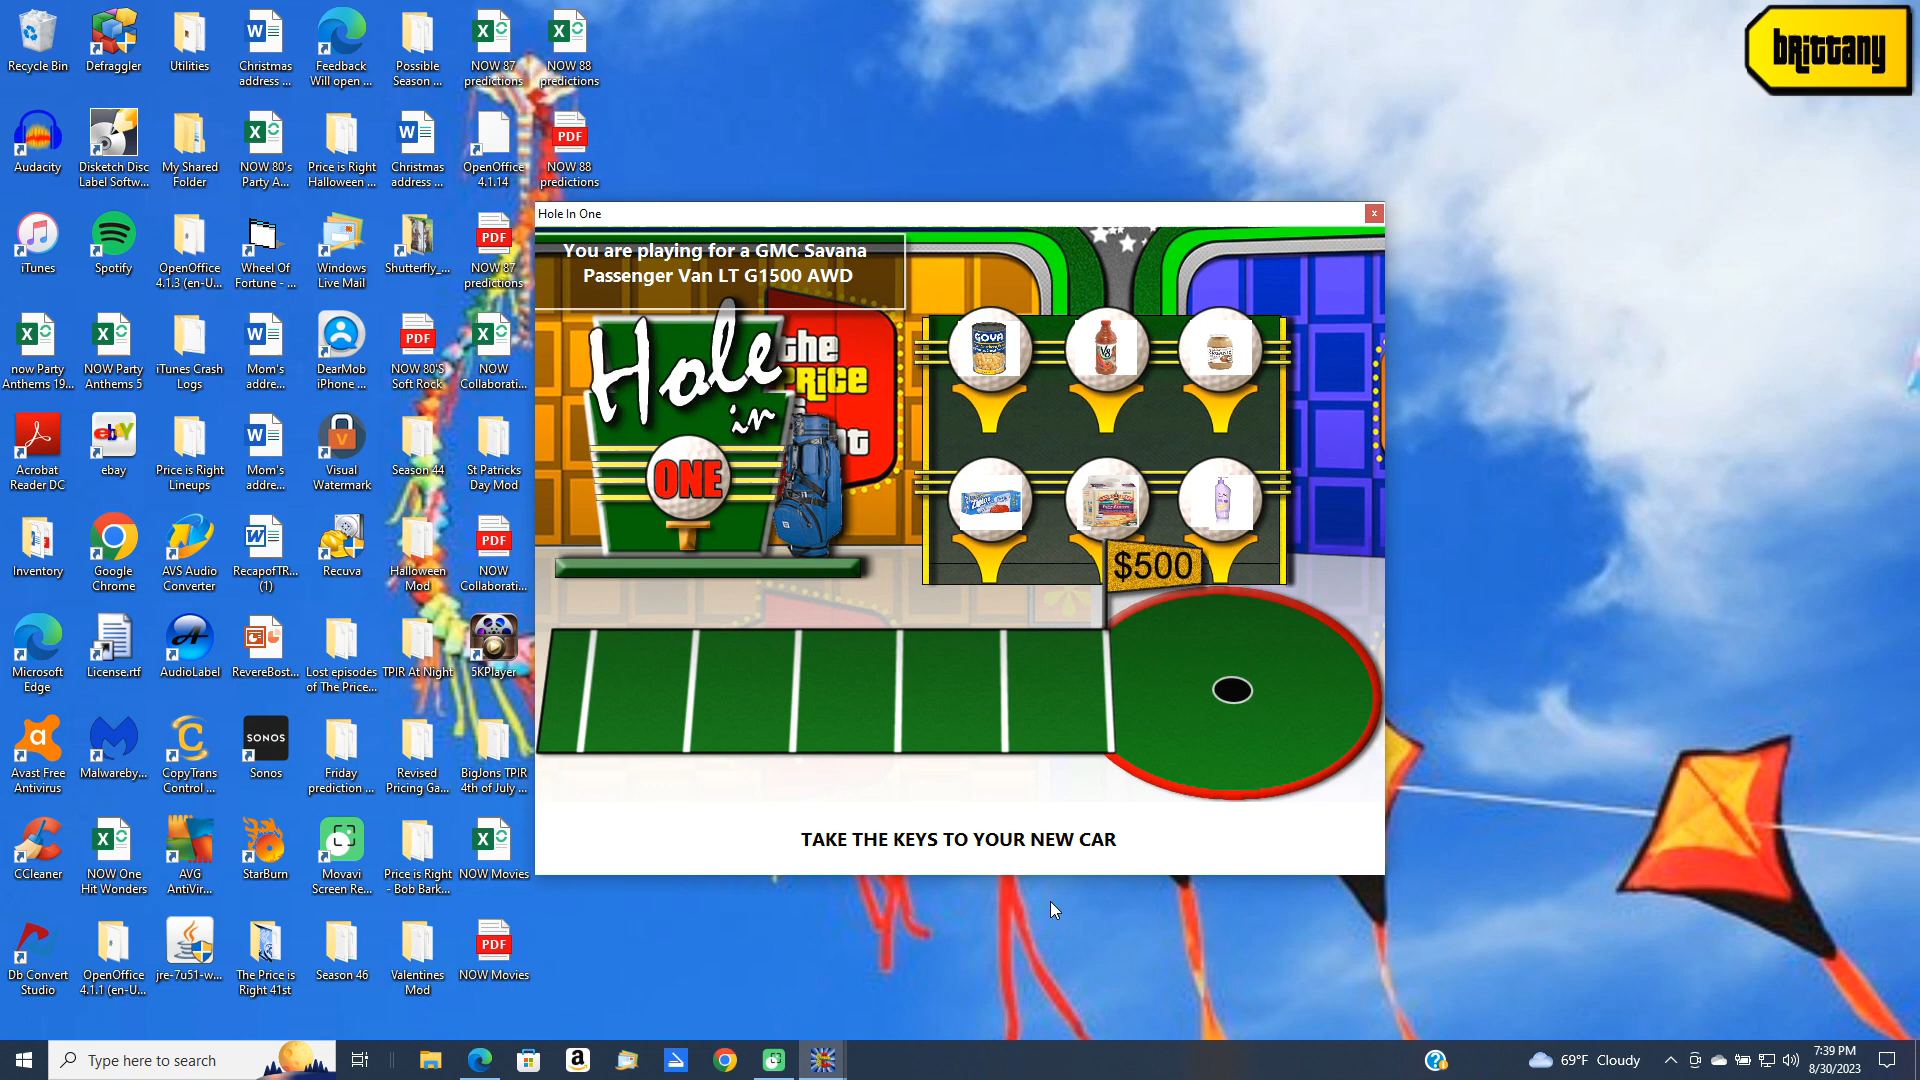 Recycle Bin
Defraggler
Utilities
Christmas
address ...
Feedback
Will open ...
Possible
Season ...
NOW 87
predictions
NOW 88
predictions
brittany
Audacity
Disketch Disc
Label Softw...
My Shared
Folder
NOW 80's
Party A...
Price is Right
Halloween ...
Christmas
address ...
OpenOffice
4.1.14
PDF
NOW 88
predictions
iTunes
Spotify
OpenOffice
4.1.3 (en-U...
Wheel Of
Fortune - ...
Windows
Live Mail
Shutterfly_...
PDF
NOW 87
predictions
now Party
Anthems 19...
NOW Party
Anthems 5
iTunes Crash
Logs
Mom's
addre...
DearMob
iPhone ...
PDF
NOW 80'S
Soft Rock
NOW
Collaborati...
Acrobat
Reader DC
ebay
ebay
Price is Right
Lineups
Mom's
addre...
Visual
Watermark
Season 44
St Patricks
Day Mod
Inventory
Google
Chrome
AVS Audio
Converter
RecapofTR...
(1)
Recuva
Halloween
Mod
PDF
NOW
Collaborati...
Microsoft
Edge
License.rtf
AudioLabel
RevereBost...
Lost episodes
of The Price...
TPIR At Night
5KPlayer
Avast Free
Antivirus
Malwareby...
CopyTrans
Control ...
SONOS
Sonos
Friday
prediction ...
Revised
Pricing Ga...
BigJons TPIR
4th of July ...
CCleaner
NOW One
Hit Wonders
AVG
AntiVir...
StarBurn
Movavi
Screen Re...
Price is Right
- Bob Bark...
NOW Movies
Db Convert
Studio
OpenOffice
4.1.1 (en-U...
jre-7u51-w...
The Price is
Right 41st
Season 46
Valentines
Mod
PDF
NOW Movies
Hole In One
x
You are playing for a GMC Savana
Passenger Van LT G1500 AWD
Hole
in
ONE
the
PRICE
GOYA
V8
$500
TAKE THE KEYS TO YOUR NEW CAR
Type here to search
69°F Cloudy
7:39 PM
8/30/2023